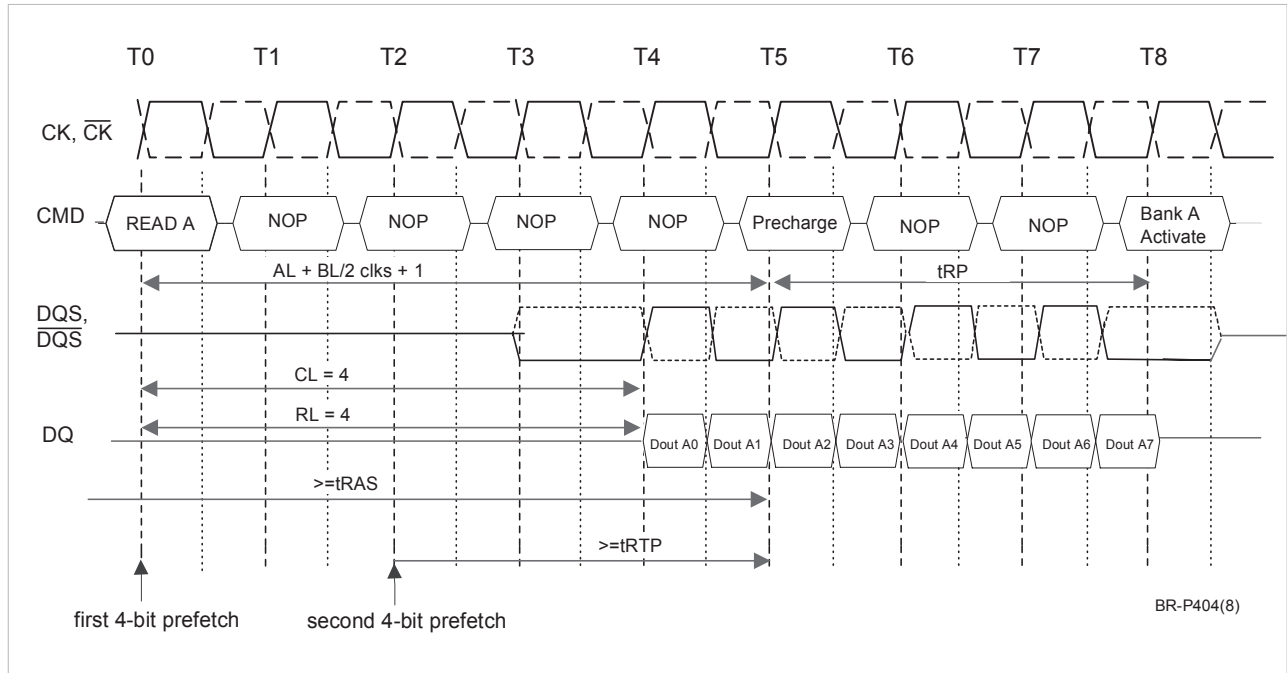 T0 T1 T2 T3 T4 T5 T6 T7 T8
CK, CK
CMD READ A NOP NOP NOP NOP Precharge NOP NOP Bank A
Activate
AL + BL/2 clks + 1 tRP
DQS,
DQS
CL = 4
RL = 4
DQ Dout A0 Dout A1 Dout A2 Dout A3 Dout A4 Dout A5 Dout A6 Dout A7
>=tRAS
>=tRTP
first 4-bit prefetch second 4-bit prefetch
BR-P404(8)